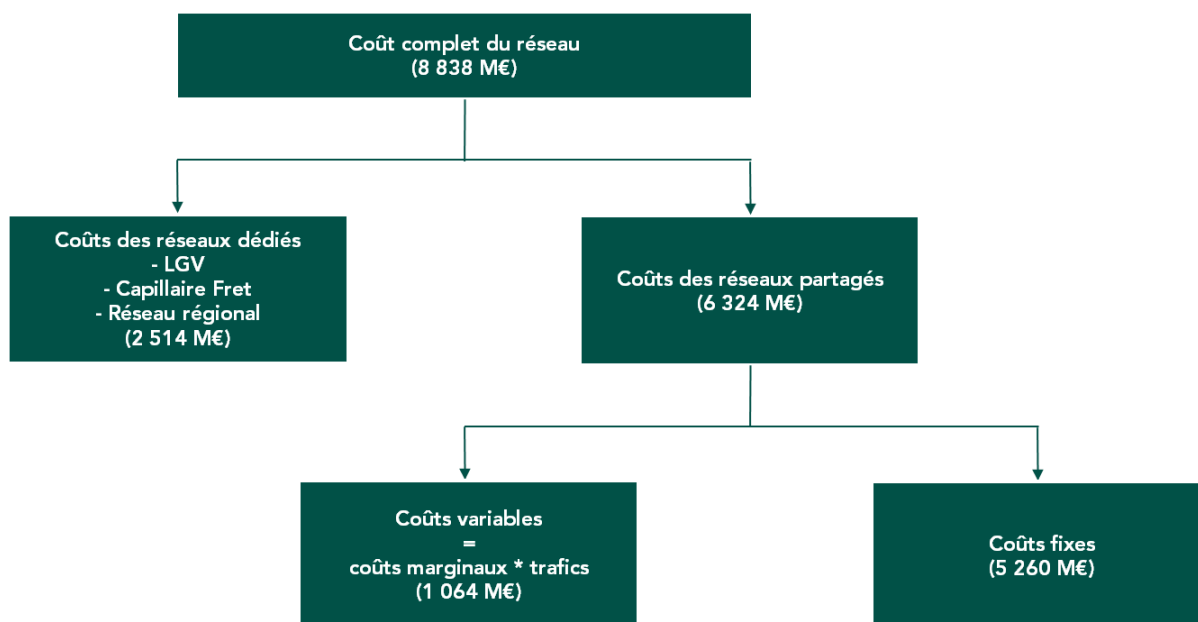 Coût complet du réseau
(8 838 M€)
Coûts des réseaux dédiés
- LGV
- Capillaire Fret
- Réseau régional
(2 514 M€)
Coûts des réseaux partagés
(6 324 M€)
Coûts variables
=
coûts marginaux * trafics
(1 064 M€)
Coûts fixes
(5 260 M€)